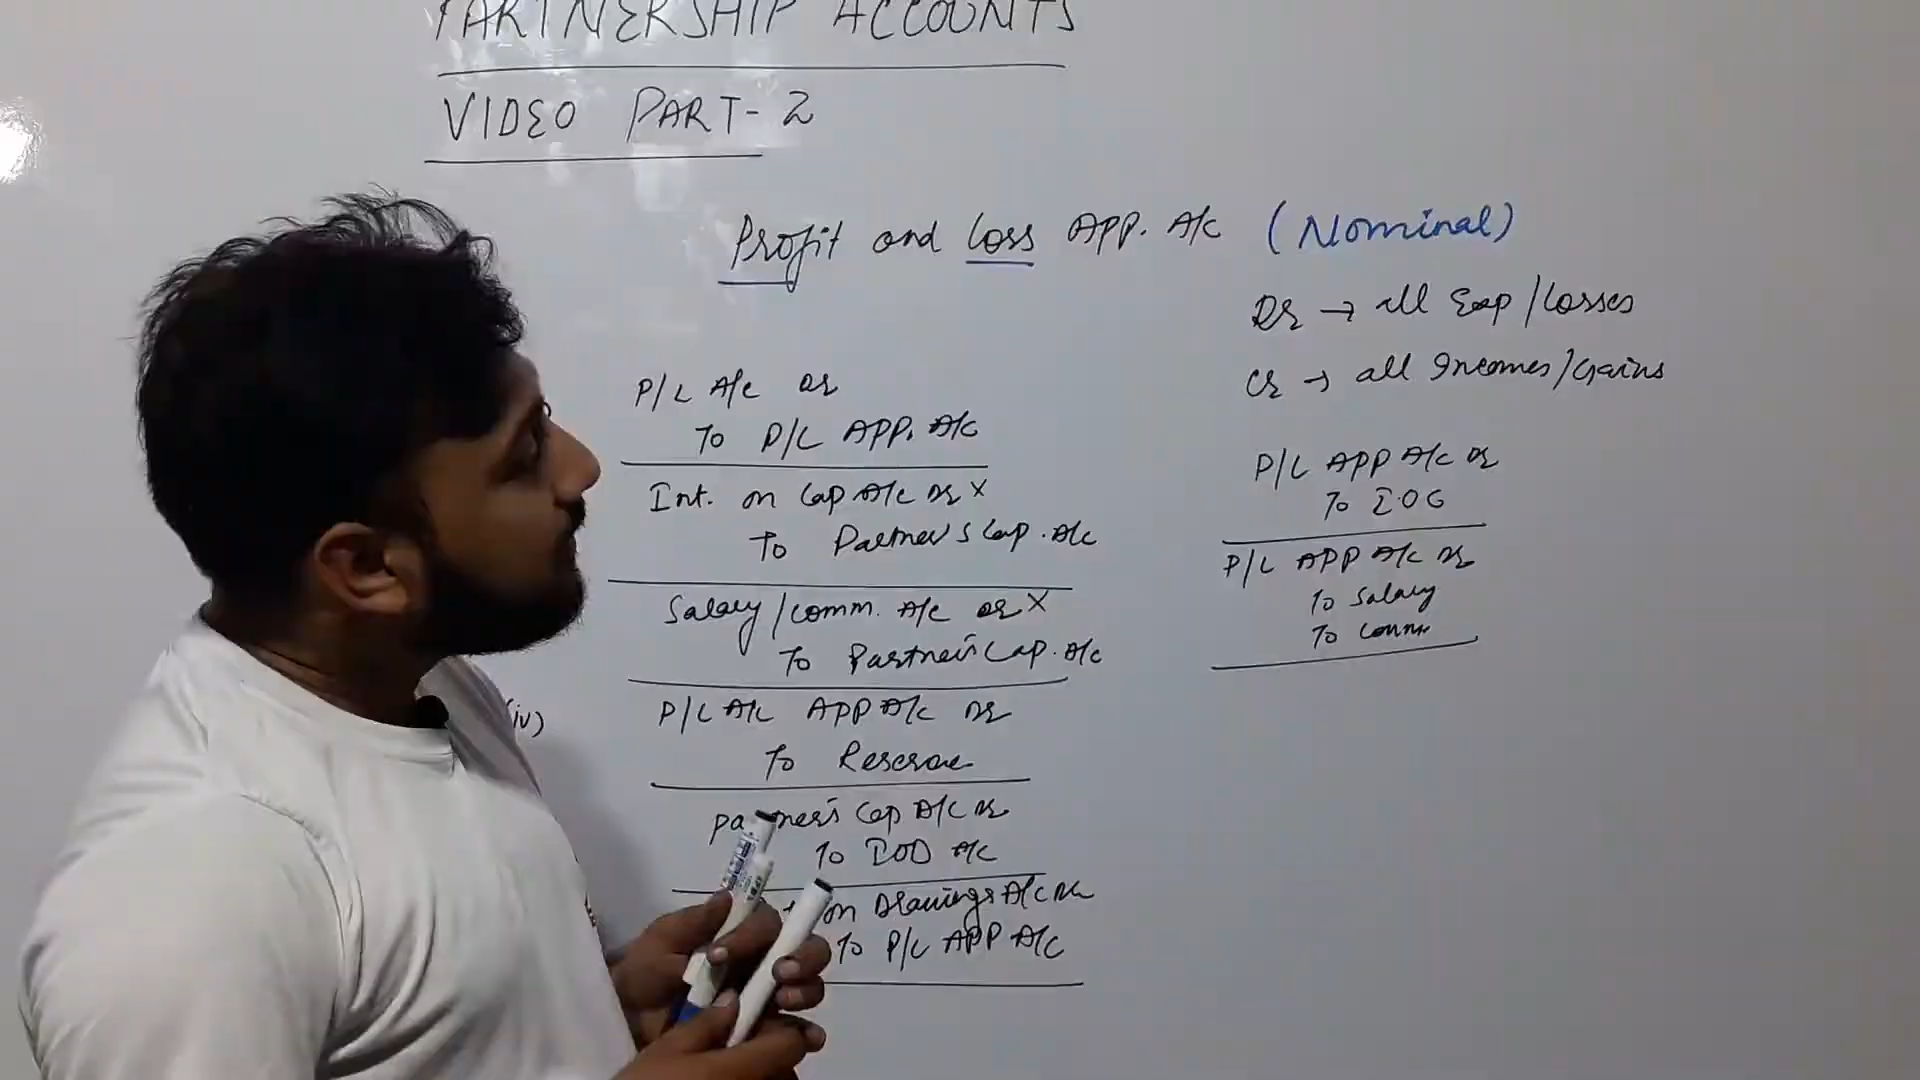 PARTNERSHIP ACCOUNTS
VIDEO PART-2
Profit and Loss APP. A/c (Nominal)
Dr → all Exp/Losses
Cr → all Incomes/Gains
P/L A/c Dr
To P/L APP. A/c
Int. on Cap A/c Dr X
To Partner's Cap. A/c
Salary/Comm. A/c Dr X
To Partner's Cap. A/c
(iv)
P/L A/c APP A/c Dr
To Reserve
Partner's Cap A/c Dr
To IOD A/c
on Drawings A/c Dr
To P/L APP A/c
P/L APP A/c Dr
To IOC
P/L APP A/c Dr
To Salary
To Comm